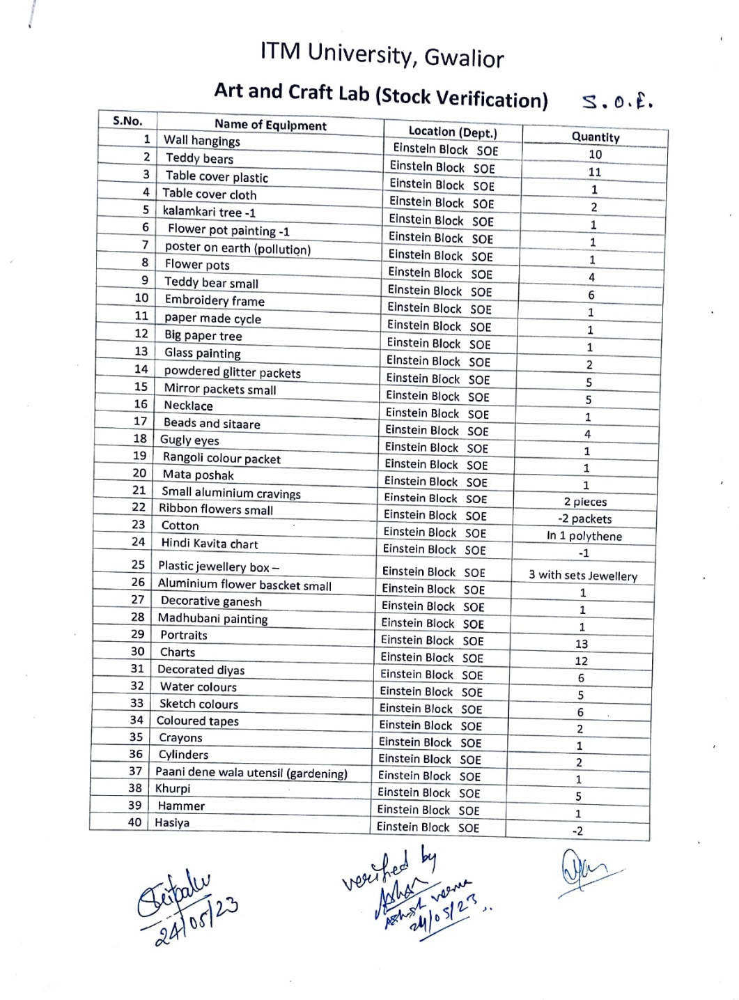 ITM University, Gwalior
Art and Craft Lab (Stock Verification) S.O.E.
S.No. Name of Equipment Location (Dept.) Quantity
1 Wall hangings Einstein Block SOE 10
2 Teddy bears Einstein Block SOE 11
3 Table cover plastic Einstein Block SOE 1
4 Table cover cloth Einstein Block SOE 2
5 kalamkari tree -1 Einstein Block SOE 1
6 Flower pot painting -1 Einstein Block SOE 1
7 poster on earth (pollution) Einstein Block SOE 1
8 Flower pots Einstein Block SOE 4
9 Teddy bear small Einstein Block SOE 6
10 Embroidery frame Einstein Block SOE 1
11 paper made cycle Einstein Block SOE 1
12 Big paper tree Einstein Block SOE 1
13 Glass painting Einstein Block SOE 2
14 powdered glitter packets Einstein Block SOE 5
15 Mirror packets small Einstein Block SOE 5
16 Necklace Einstein Block SOE 1
17 Beads and sitaare Einstein Block SOE 4
18 Gugly eyes Einstein Block SOE 1
19 Rangoli colour packet Einstein Block SOE 1
20 Mata poshak Einstein Block SOE 1
21 Small aluminium cravings Einstein Block SOE 2 pieces
22 Ribbon flowers small Einstein Block SOE -2 packets
23 Cotton Einstein Block SOE In 1 polythene
24 Hindi Kavita chart Einstein Block SOE -1
25 Plastic jewellery box – Einstein Block SOE 3 with sets Jewellery
26 Aluminium flower bascket small Einstein Block SOE 1
27 Decorative ganesh Einstein Block SOE 1
28 Madhubani painting Einstein Block SOE 1
29 Portraits Einstein Block SOE 13
30 Charts Einstein Block SOE 12
31 Decorated diyas Einstein Block SOE 6
32 Water colours Einstein Block SOE 5
33 Sketch colours Einstein Block SOE 6
34 Coloured tapes Einstein Block SOE 2
35 Crayons Einstein Block SOE 1
36 Cylinders Einstein Block SOE 2
37 Paani dene wala utensil (gardening) Einstein Block SOE 1
38 Khurpi Einstein Block SOE 5
39 Hammer Einstein Block SOE 1
40 Hasiya Einstein Block SOE -2
24/05/23
verified by
Ashish verma
24/05/23